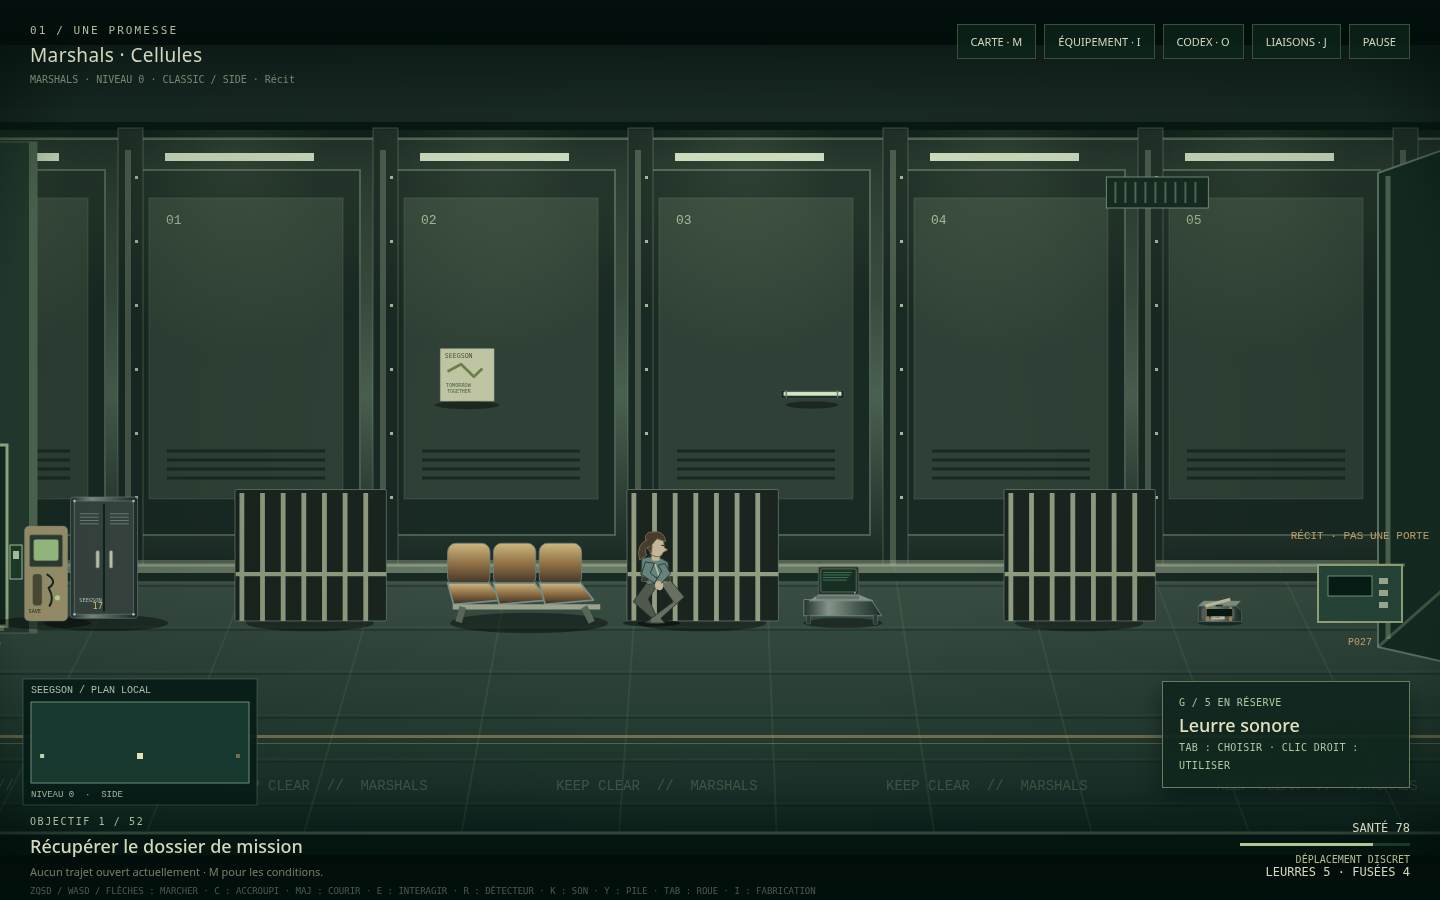 01 / UNE PROMESSE
Marshals · Cellules
MARSHALS · NIVEAU 0 · CLASSIC / SIDE · Récit
CARTE · M
ÉQUIPEMENT · I
CODEX · O
LIAISONS · J
PAUSE
01
02
03
04
05
SEEGSON
TOMORROW
TOGETHER
RÉCIT · PAS UNE PORTE
SAVE
SEEGSON
17
P027
SEEGSON / PLAN LOCAL
NIVEAU 0 · SIDE
CLEAR // MARSHALS
KEEP CLEAR // MARSHALS
KEEP CLEAR // MARSHALS
G / 5 EN RÉSERVE
Leurre sonore
TAB : CHOISIR · CLIC DROIT :
UTILISER
OBJECTIF 1 / 52
Récupérer le dossier de mission
Aucun trajet ouvert actuellement · M pour les conditions.
ZQSD / WASD / FLÈCHES : MARCHER · C : ACCROUPI · MAJ : COURIR · E : INTERAGIR · R : DÉTECTEUR · K : SON · Y : PILE · TAB : ROUE · I : FABRICATION
SANTÉ 78
DÉPLACEMENT DISCRET
LEURRES 5 · FUSÉES 4